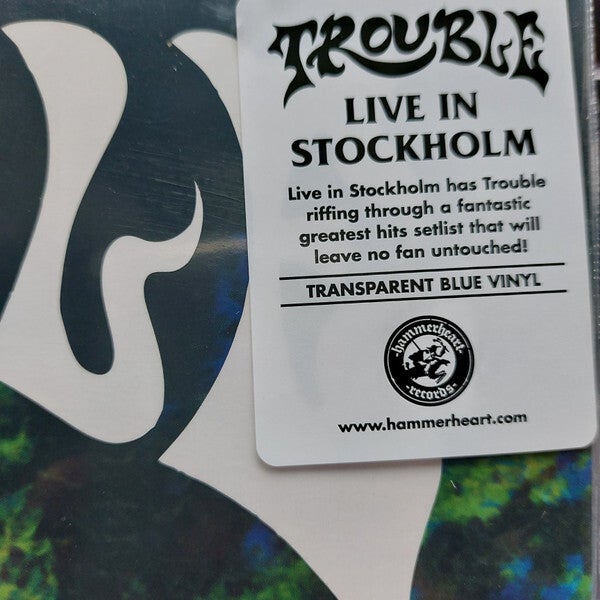 TROUBLE
LIVE IN
STOCKHOLM
Live in Stockholm has Trouble
riffing through a fantastic
greatest hits setlist that will
leave no fan untouched!
TRANSPARENT BLUE VINYL
·hammerheart·
·records·
www.hammerheart.com